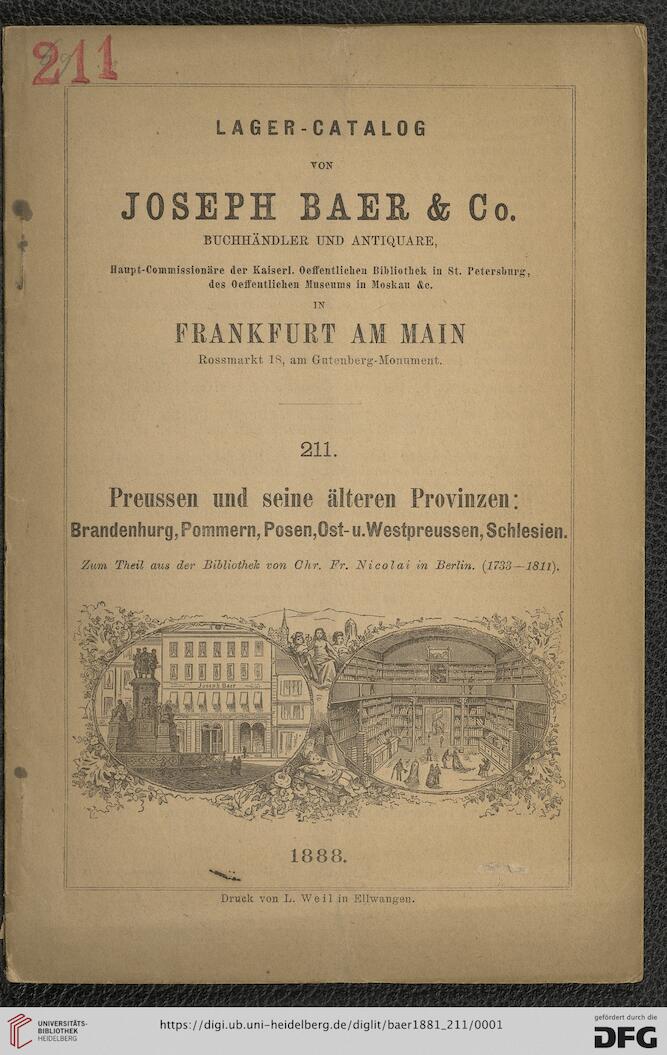 211
LAGER-CATALOG
VON
JOSEPH BAER & Co.
BUCHHÄNDLER UND ANTIQUARE,
Haupt-Commissionäre der Kaiserl. Oeffentlichen Bibliothek in St. Petersburg,
des Oeffentlichen Museums in Moskau &c.
IN
FRANKFURT AM MAIN
Rossmarkt 18, am Gutenberg-Monument.
211.
Preussen und seine älteren Provinzen:
Brandenburg, Pommern, Posen, Ost- u. Westpreussen, Schlesien.
Zum Theil aus der Bibliothek von Chr. Fr. Nicolai in Berlin. (1733—1811).
Joseph Baer
1888.
Druck von L. Weil in Ellwangen.
UNIVERSITÄTS-
BIBLIOTHEK
HEIDELBERG
https://digi.ub.uni-heidelberg.de/diglit/baer1881_211/0001
gefördert durch die
DFG